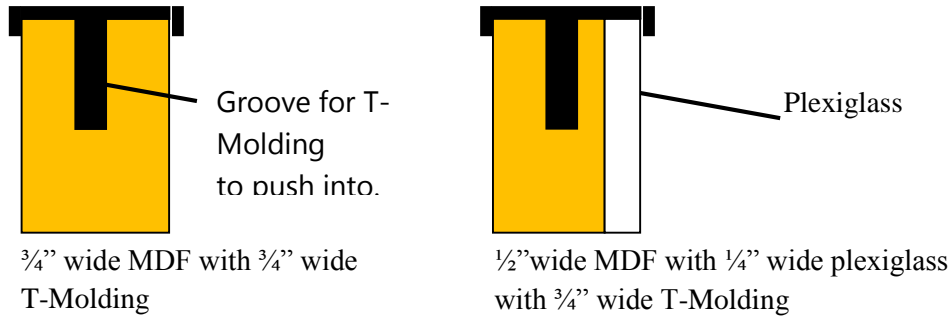 Groove for T-
Molding
to push into.
Plexiglass
¾” wide MDF with ¾” wide
T-Molding
½”wide MDF with ¼” wide plexiglass
with ¾” wide T-Molding